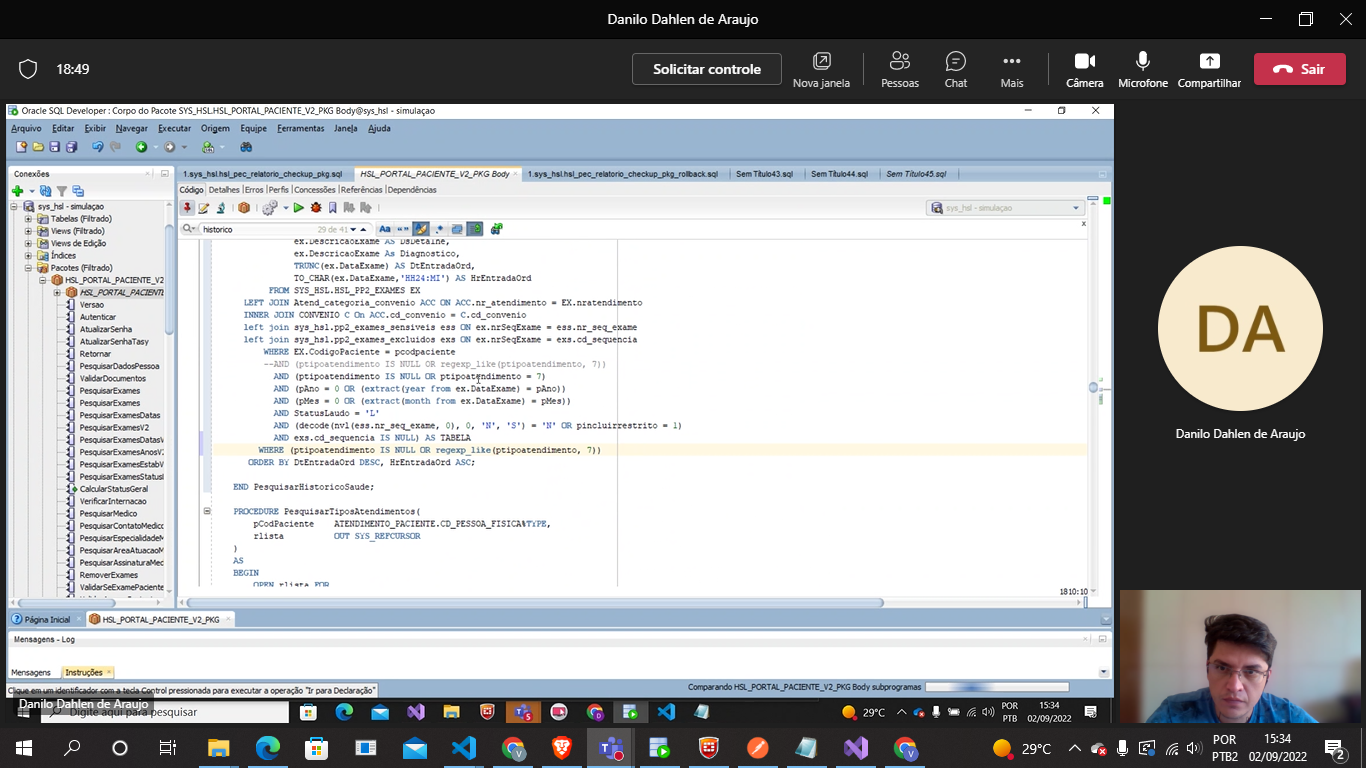 Danilo Dahlen de Araujo
18:49
Solicitar controle
Nova janela
Pessoas
Chat
Mais
Câmera
Microfone
Compartilhar
Sair
Oracle SQL Developer : Corpo do Pacote SYS_HSL.HSL_PORTAL_PACIENTE_V2_PKG Body@sys_hsl - simulaçao
Arquivo Editar Exibir Navegar Executar Origem Equipe Ferramentas Janela Ajuda
Conexões
1.sys_hsl.hsl_pec_relatorio_checkup_pkg.sql
HSL_PORTAL_PACIENTE_V2_PKG Body
1.sys_hsl.hsl_pec_relatorio_checkup_pkg_rollback.sql
Sem Título43.sql
Sem Título44.sql
Sem Título45.sql
Código Detalhes Erros Perfis Concessões Referências Dependências
sys_hsl - simulaçao
historico
29 de 41
sys_hsl - simulaçao
Tabelas (Filtrado)
Views (Filtrado)
Views de Edição
Índices
Pacotes (Filtrado)
HSL_PORTAL_PACIENTE_V2
HSL_PORTAL_PACIENTE
Versao
Autenticar
AtualizarSenha
AtualizarSenhaTasy
Retornar
PesquisarDadosPessoa
ValidarDocumentos
PesquisarExames
PesquisarExamesDatas
PesquisarExamesV2
PesquisarExamesDatasV
PesquisarExamesAnosV2
PesquisarExamesEstabV
PesquisarExamesStatusl
CalcularStatusGeral
VerificarInternacao
PesquisarMedico
PesquisarContatoMedico
PesquisarEspecialidadeM
PesquisarAreaAtuacaoM
PesquisarAssinaturaMed
RemoverExames
ValidarSeExamePaciente
ex.DescricaoExame AS DsDetalhe,
ex.DescricaoExame As Diagnostico,
TRUNC(ex.DataExame) AS DtEntradaOrd,
TO_CHAR(ex.DataExame,'HH24:MI') AS HrEntradaOrd
FROM SYS_HSL.HSL_PP2_EXAMES EX
LEFT JOIN Atend_categoria_convenio ACC ON ACC.nr_atendimento = EX.nratendimento
INNER JOIN CONVENIO C On ACC.cd_convenio = C.cd_convenio
left join sys_hsl.pp2_exames_sensiveis ess ON ex.nrSeqExame = ess.nr_seq_exame
left join sys_hsl.pp2_exames_excluidos exs ON ex.nrSeqExame = exs.cd_sequencia
WHERE EX.CodigoPaciente = pcodpaciente
--AND (ptipoatendimento IS NULL OR regexp_like(ptipoatendimento, 7))
AND (ptipoatendimento IS NULL OR ptipoatendimento = 7)
AND (pAno = 0 OR (extract(year from ex.DataExame) = pAno))
AND (pMes = 0 OR (extract(month from ex.DataExame) = pMes))
AND StatusLaudo = 'L'
AND (decode(nvl(ess.nr_seq_exame, 0), 0, 'N', 'S') = 'N' OR pincluirrestrito = 1)
AND exs.cd_sequencia IS NULL) AS TABELA
WHERE (ptipoatendimento IS NULL OR regexp_like(ptipoatendimento, 7))
ORDER BY DtEntradaOrd DESC, HrEntradaOrd ASC;
END PesquisarHistoricoSaude;
PROCEDURE PesquisarTiposAtendimentos(
pCodPaciente ATENDIMENTO_PACIENTE.CD_PESSOA_FISICA%TYPE,
rlista OUT SYS_REFCURSOR
)
AS
BEGIN
OPEN rlista FOR
1810:10
Página Inicial
HSL_PORTAL_PACIENTE_V2_PKG
Mensagens - Log
Mensagens
Instruções
Clique em um identificador com a tecla Control pressionada para executar a operação "Ir para Declaração"
Comparando HSL_PORTAL_PACIENTE_V2_PKG Body subprogramas
Danilo Dahlen de Araujo
Digite aqui para pesquisar
29°C
POR
PTB
15:34
02/09/2022
DA
Danilo Dahlen de Araujo
29°C
POR
PTB2
15:34
02/09/2022
2